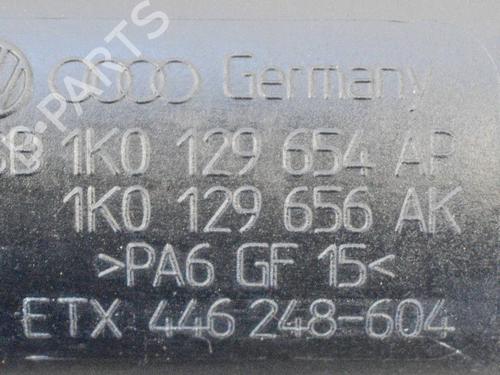 Germany
1K0 129 654 AP
1K0 129 656 AK
>PA6 GF 15<
ETX 446 248-604